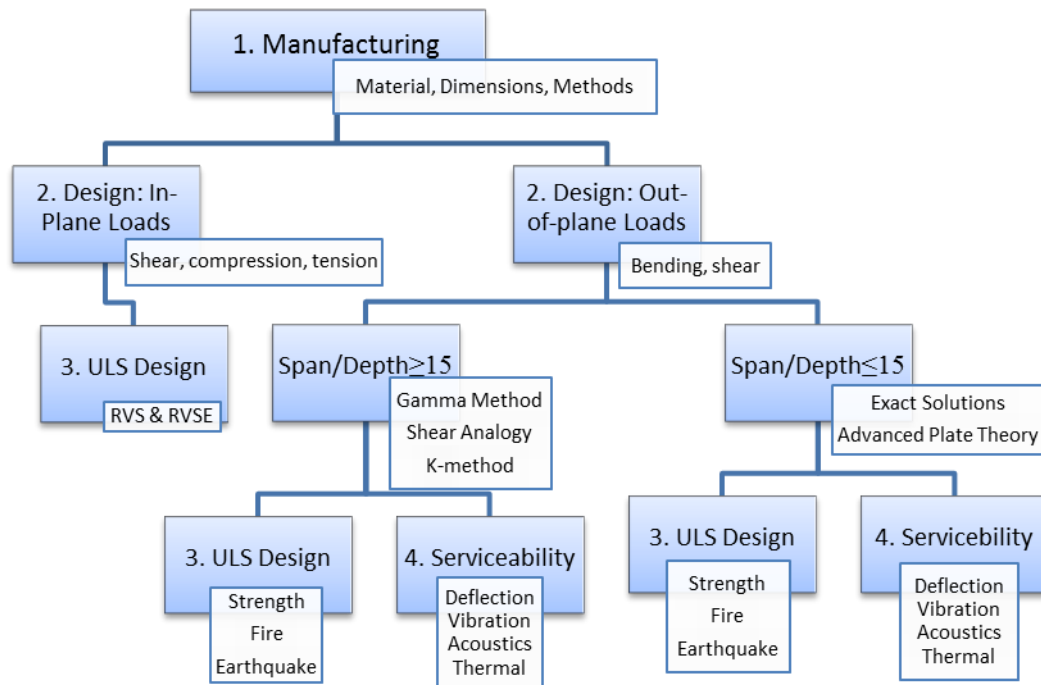 1. Manufacturing
Material, Dimensions, Methods
2. Design: In-
Plane Loads
Shear, compression, tension
2. Design: Out-
of-plane Loads
Bending, shear
3. ULS Design
RVS & RVSE
Span/Depth≥15
Gamma Method
Shear Analogy
K-method
Span/Depth≤15
Exact Solutions
Advanced Plate Theory
3. ULS Design
Strength
Fire
Earthquake
4. Serviceability
Deflection
Vibration
Acoustics
Thermal
3. ULS Design
Strength
Fire
Earthquake
4. Servicebility
Deflection
Vibration
Acoustics
Thermal